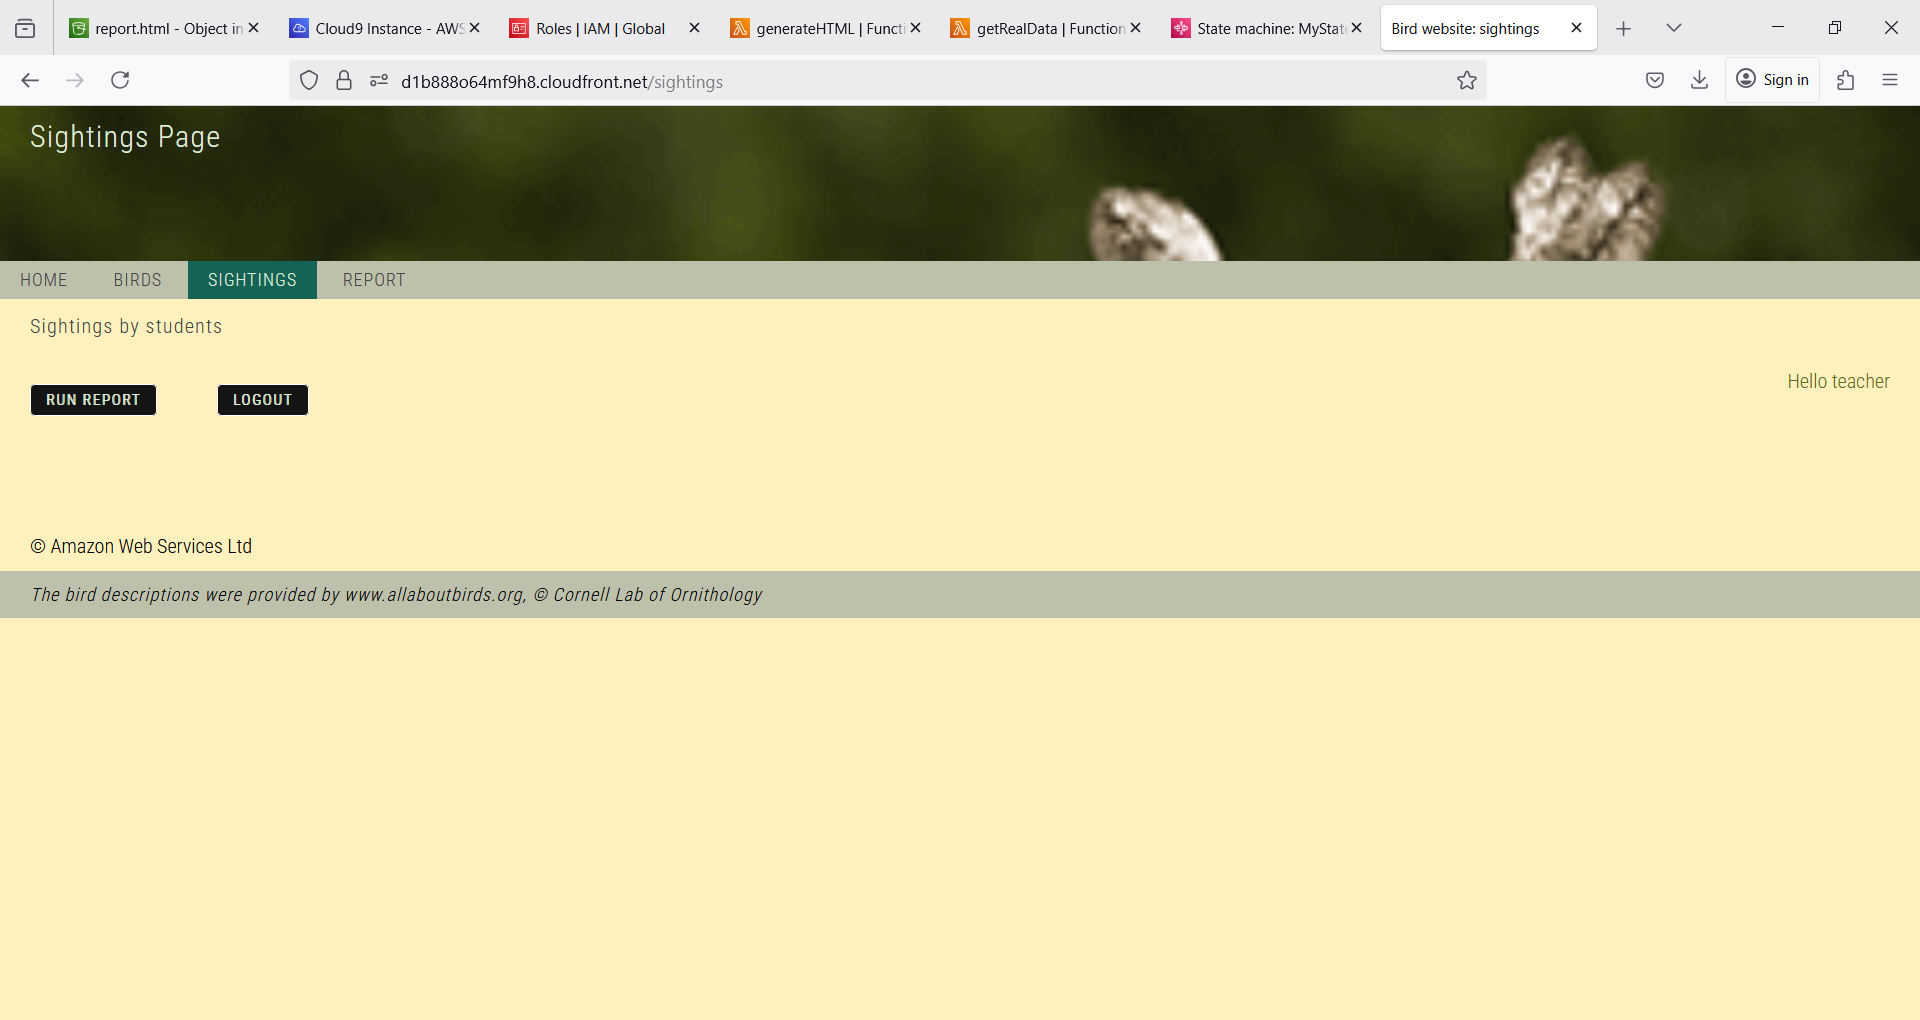 report.html - Object in
Cloud9 Instance - AWS
Roles | IAM | Global
generateHTML | Functi
getRealData | Function
State machine: MyState
Bird website: sightings
d1b888o64mf9h8.cloudfront.net/sightings
Sign in
Sightings Page
HOME
BIRDS
SIGHTINGS
REPORT
Sightings by students
Hello teacher
RUN REPORT
LOGOUT
© Amazon Web Services Ltd
The bird descriptions were provided by www.allaboutbirds.org, © Cornell Lab of Ornithology